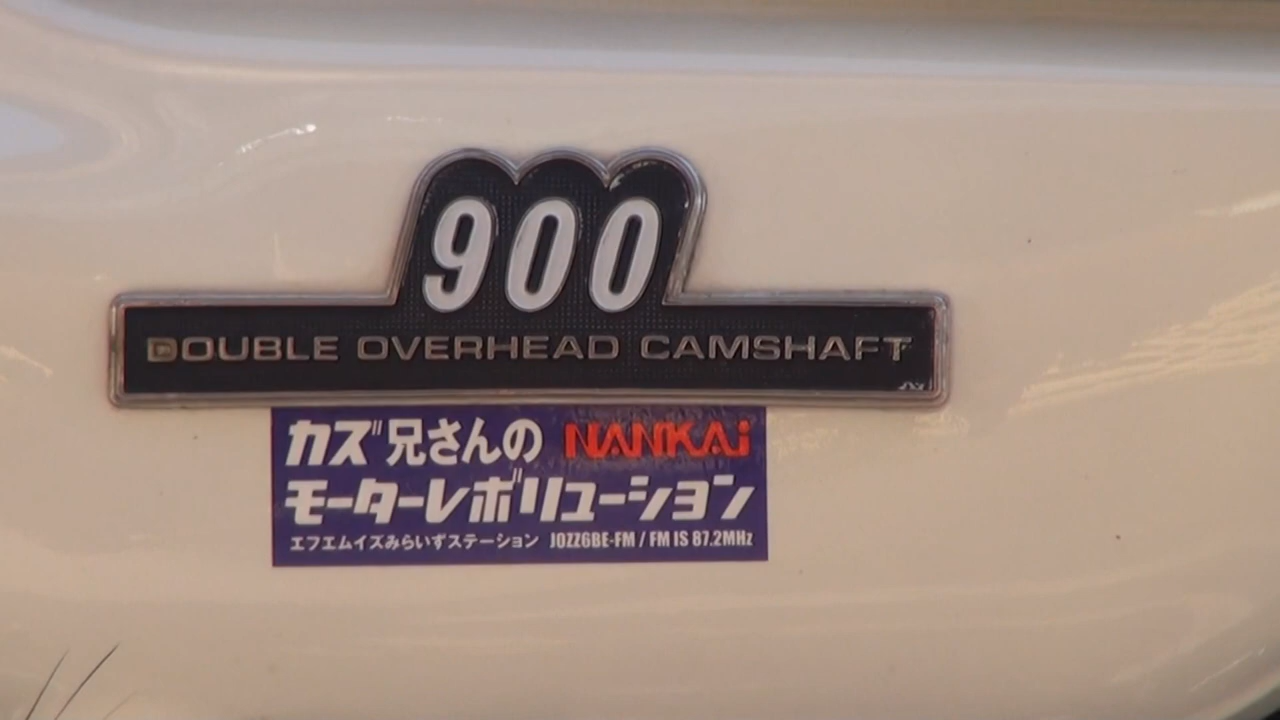 900
DOUBLE OVERHEAD CAMSHAFT
カズ兄さんの NANKAi
モーターレボリューション
エフエムイズみらいずステーション JOZZ6BE-FM / FM IS 87.2MHz